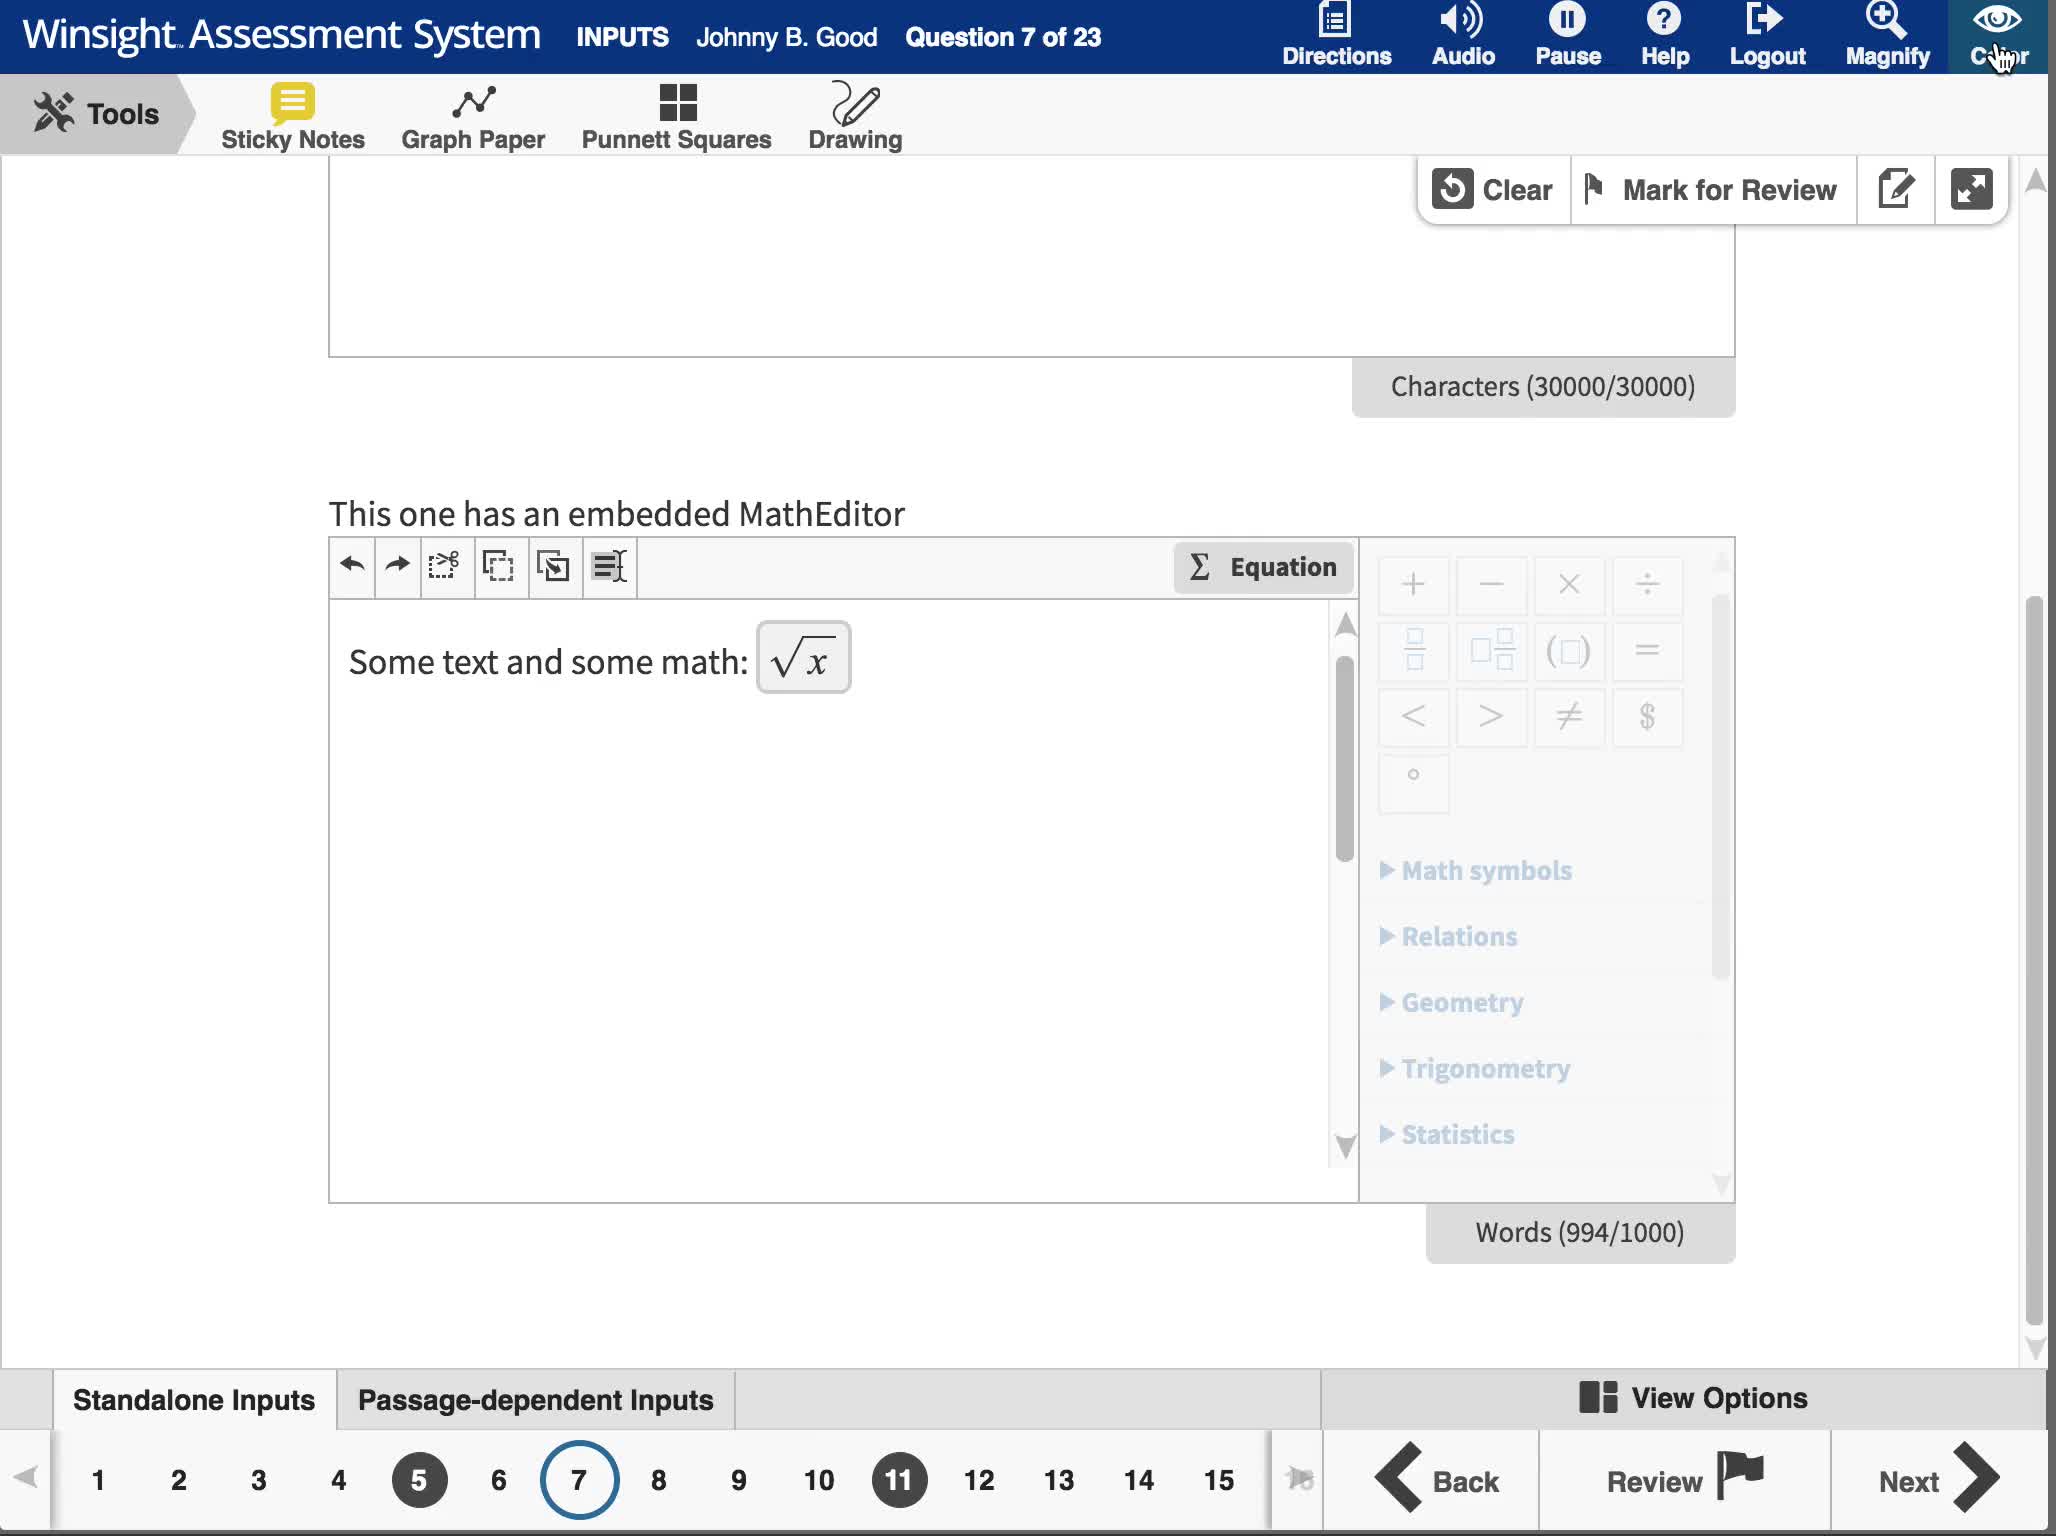 Winsight™ Assessment System INPUTS Johnny B. Good Question 7 of 23
Directions Audio Pause Help Logout Magnify
Tools Sticky Notes Graph Paper Punnett Squares Drawing
Clear Mark for Review
Characters (30000/30000)
This one has an embedded MathEditor
Σ Equation
Some text and some math: √x
+ − × ÷
(□) =
< > ≠ $
°
Math symbols
Relations
Geometry
Trigonometry
Statistics
Words (994/1000)
Standalone Inputs Passage-dependent Inputs View Options
1 2 3 4 5 6 7 8 9 10 11 12 13 14 15 Back Review Next